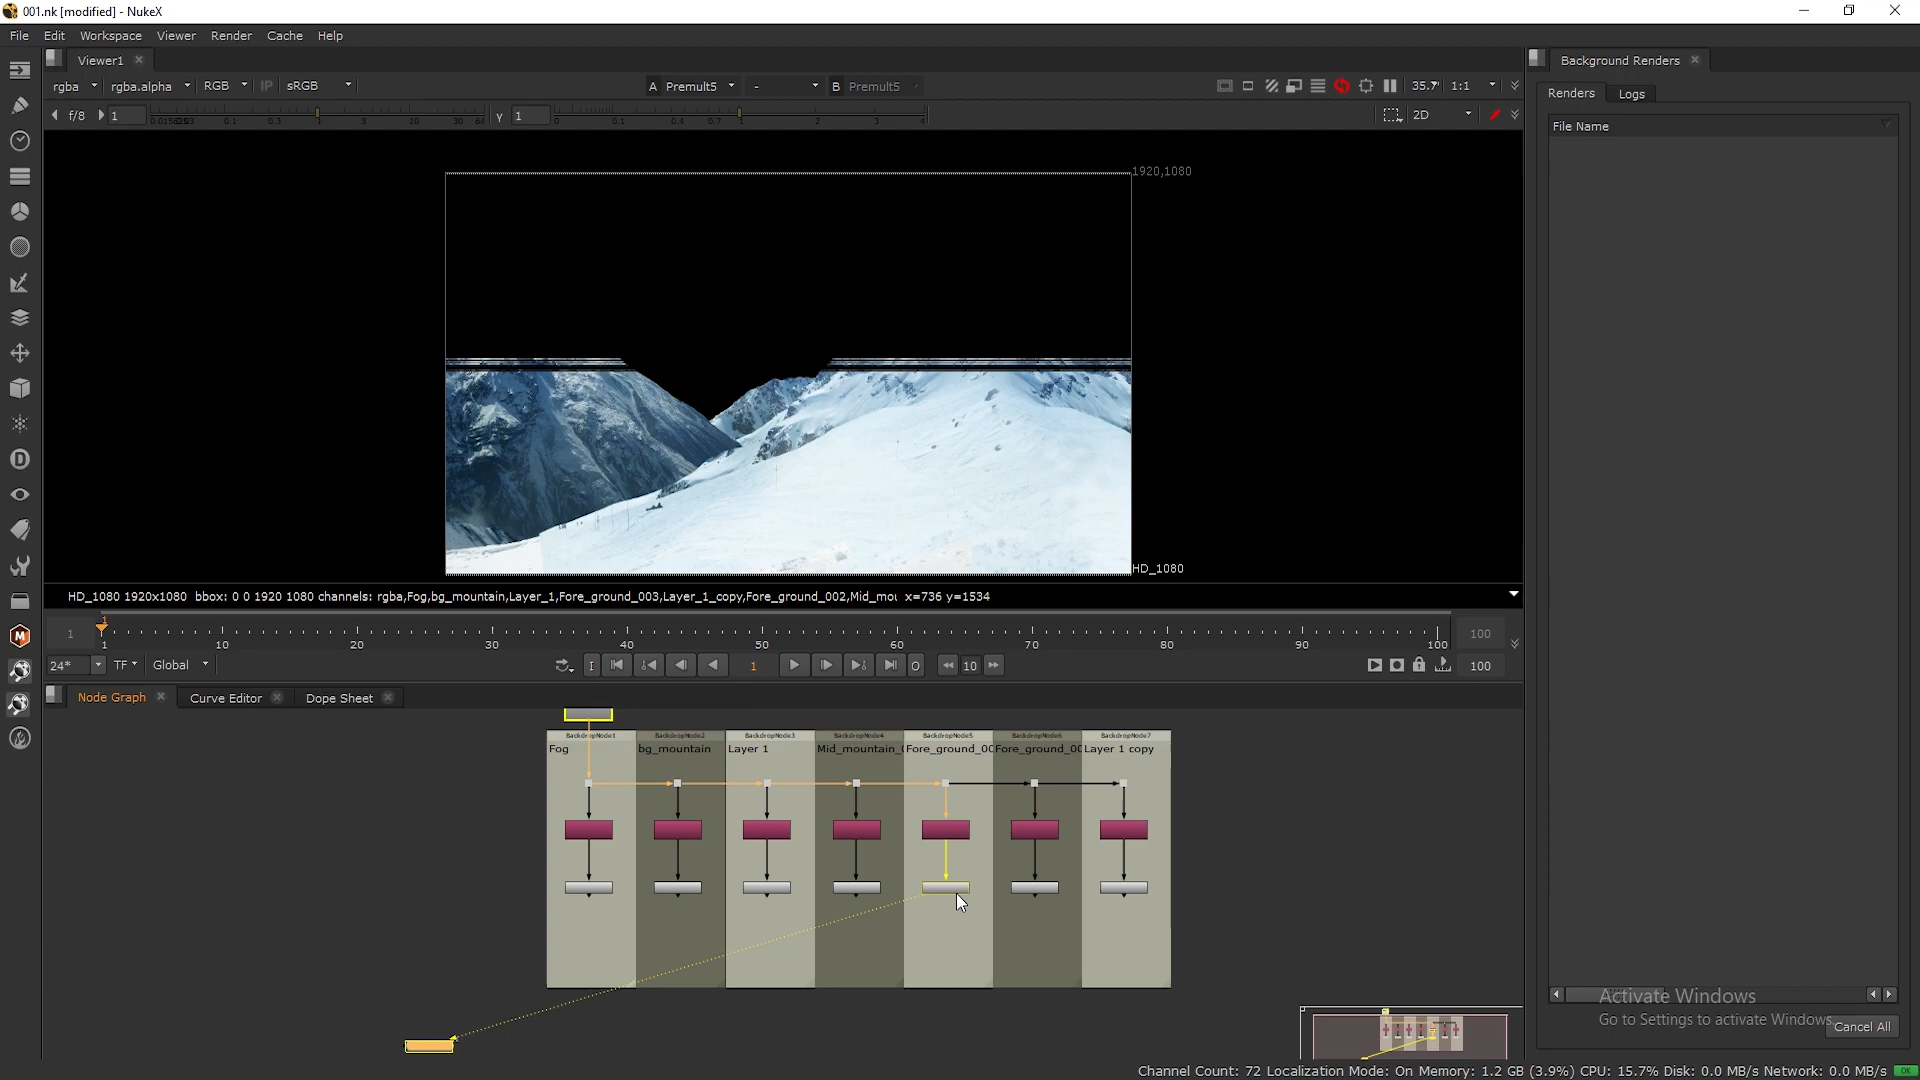 001.nk [modified] - NukeX
File Edit Workspace Viewer Render Cache Help
Viewer1
Background Renders
rgba rgba.alpha RGB IP sRGB A Premult5 - B Premult5 35.7 1:1
Renders Logs
f/8 1 0.1 0.3 1 3 10 30 64 γ 1 0 0.1 0.4 0.7 1 2 3 4 2D
File Name
1920,1080
HD_1080
HD_1080 1920x1080 bbox: 0 0 1920 1080 channels: rgba,Fog,bg_mountain,Layer_1,Fore_ground_003,Layer_1_copy,Fore_ground_002,Mid_mou x=736 y=1534
1
1 1 10 20 30 40 50 60 70 80 90 100 100
24* TF Global I 1 O 10 100
Node Graph Curve Editor Dope Sheet
BackdropNode1 BackdropNode2 BackdropNode3 BackdropNode4 BackdropNode5 BackdropNode6 BackdropNode7
Fog bg_mountain Layer 1 Mid_mountain_ Fore_ground_00 Fore_ground_00 Layer 1 copy
Activate Windows
Go to Settings to activate Windows.
Cancel All
Channel Count: 72 Localization Mode: On Memory: 1.2 GB (3.9%) CPU: 15.7% Disk: 0.0 MB/s Network: 0.0 MB/s OK